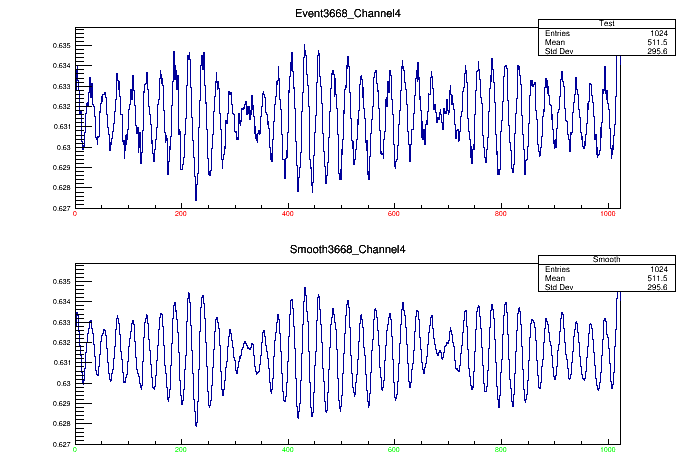 Event3668_Channel4
Test
Entries 1024
Mean 511.5
Std Dev 295.6
0.635
0.634
0.633
0.632
0.631
0.63
0.629
0.628
0.627
0 200 400 600 800 1000
Smooth3668_Channel4
Smooth
Entries 1024
Mean 511.5
Std Dev 295.6
0.635
0.634
0.633
0.632
0.631
0.63
0.629
0.628
0.627
0 200 400 600 800 1000